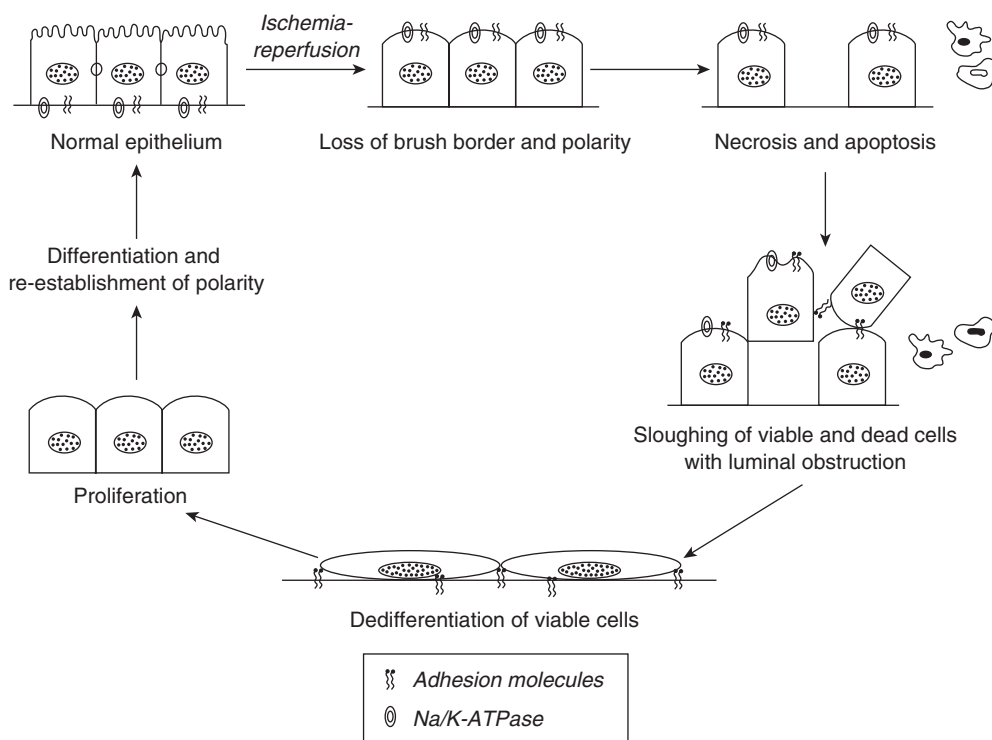 Ischemia-
reperfusion
Normal epithelium
Loss of brush border and polarity
Necrosis and apoptosis
Sloughing of viable and dead cells
with luminal obstruction
Dedifferentiation of viable cells
Proliferation
Differentiation and
re-establishment of polarity
Adhesion molecules
Na/K-ATPase